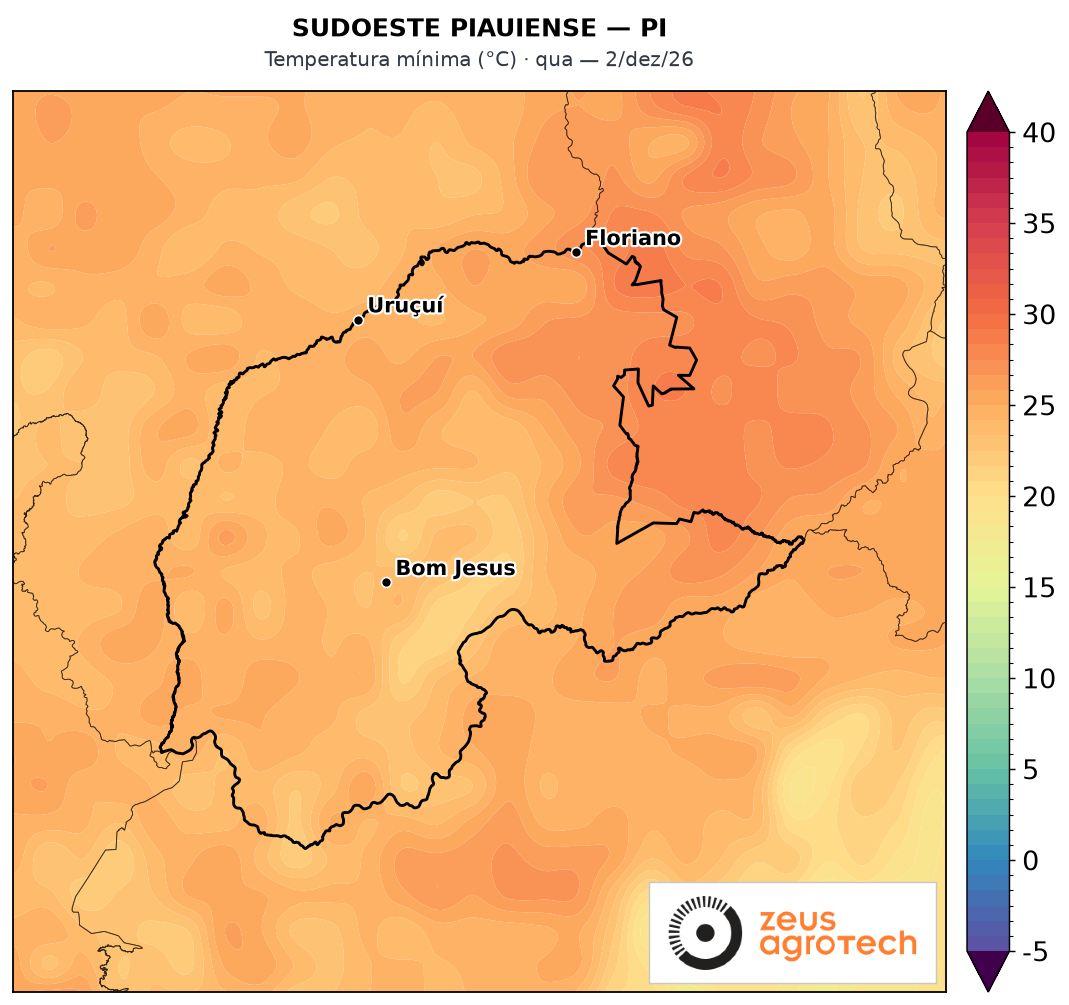 SUDOESTE PIAUIENSE — PI
Temperatura mínima (°C) · qua — 2/dez/26
Floriano
Uruçuí
Bom Jesus
40
35
30
25
20
15
10
5
0
-5
zeus
agrotech